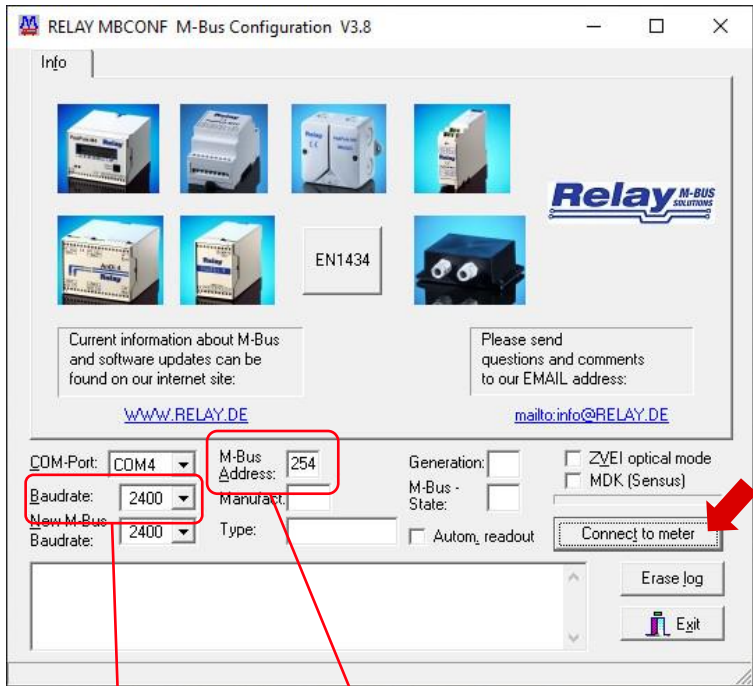 RELAY MBCONF M-Bus Configuration V3.8
Info
Relay M-BUS
SOLUTIONS
EN1434
Current information about M-Bus
and software updates can be
found on our internet site:
WWW.RELAY.DE
Please send
questions and comments
to our EMAIL address:
mailto:info@RELAY.DE
COM-Port: COM4
Baudrate: 2400
New M-Bus
Baudrate: 2400
M-Bus
Address: 254
Manufact.
Type:
Generation:
M-Bus -
State:
Autom. readout
ZVEI optical mode
MDK (Sensus)
Connect to meter
Erase log
Exit